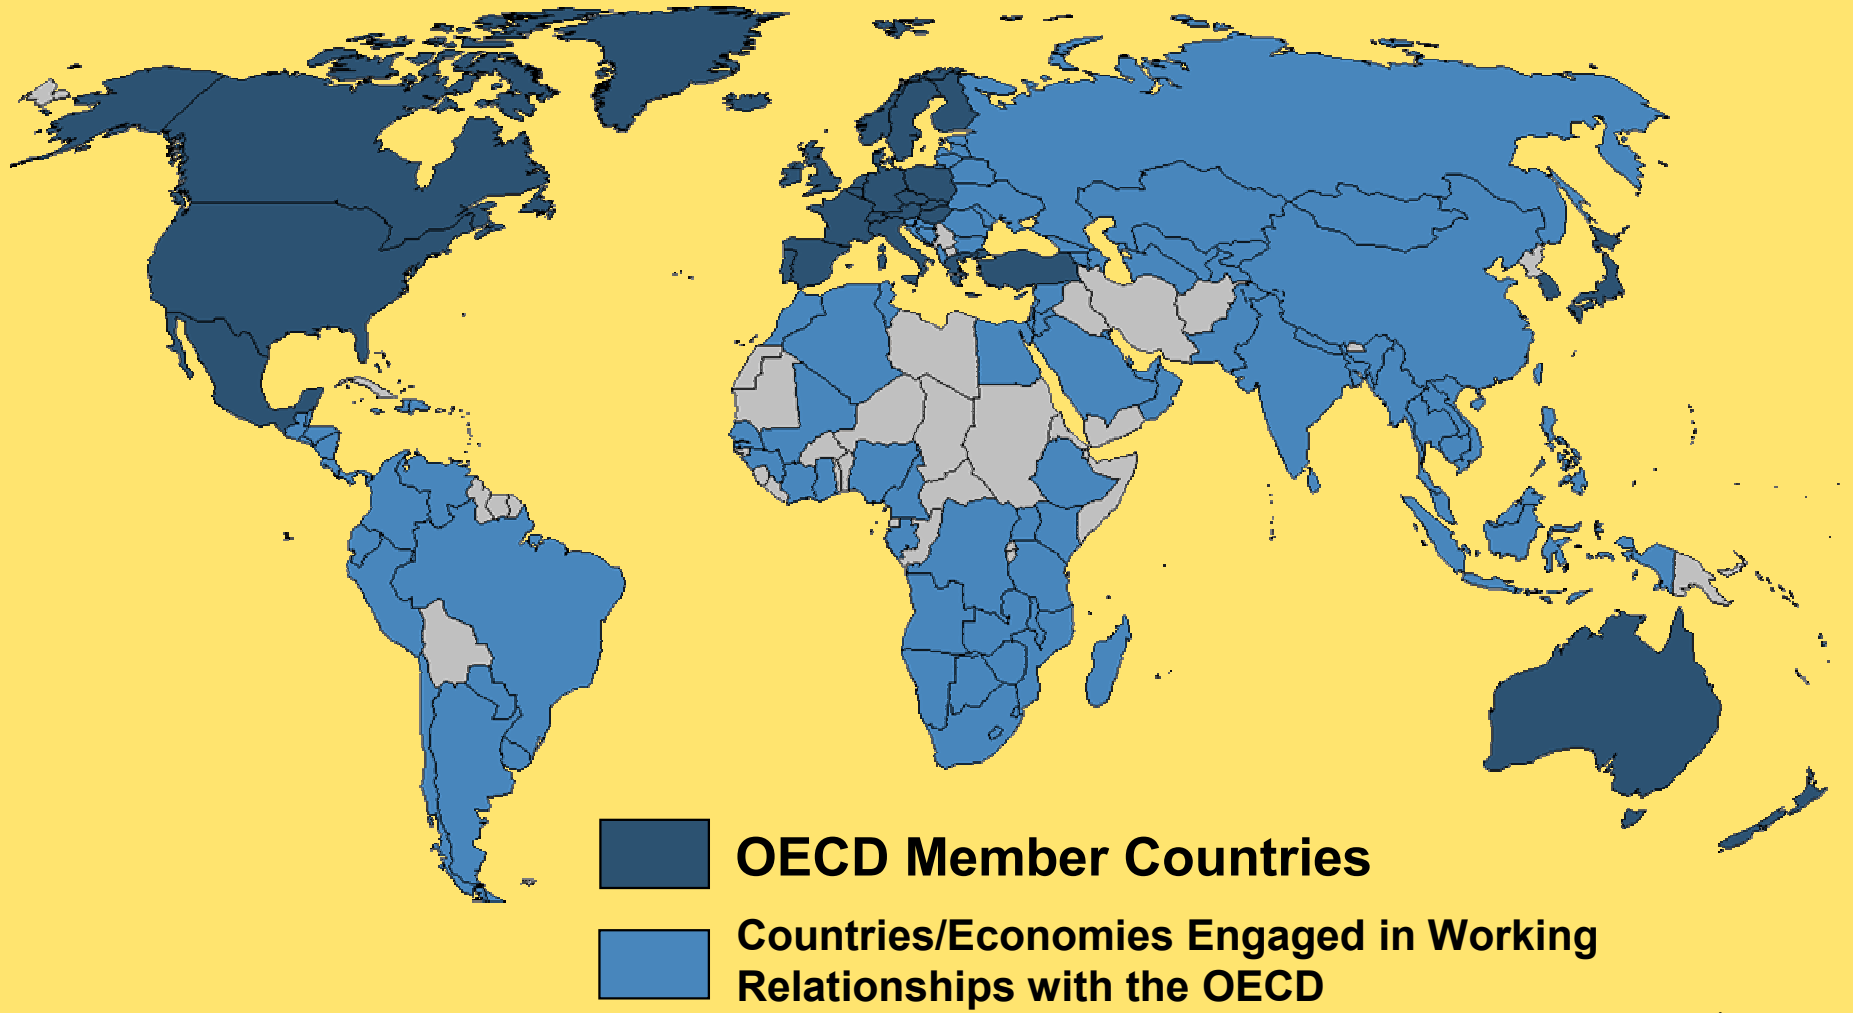 OECD Member Countries
Countries/Economies Engaged in Working
Relationships with the OECD